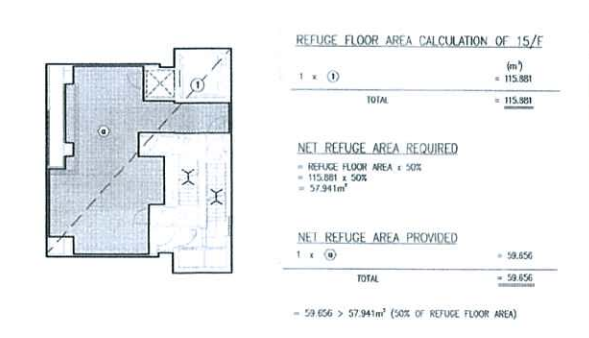 REFUGE FLOOR AREA CALCULATION OF 15/F
(m²)
1 x ① = 115.881
TOTAL = 115.881
NET REFUGE AREA REQUIRED
= REFUGE FLOOR AREA x 50%
= 115.881 x 50%
= 57.941m²
NET REFUGE AREA PROVIDED
1 x ⓐ = 59.656
TOTAL = 59.656
= 59.656 > 57.941m² (50% OF REFUGE FLOOR AREA)
①
ⓐ